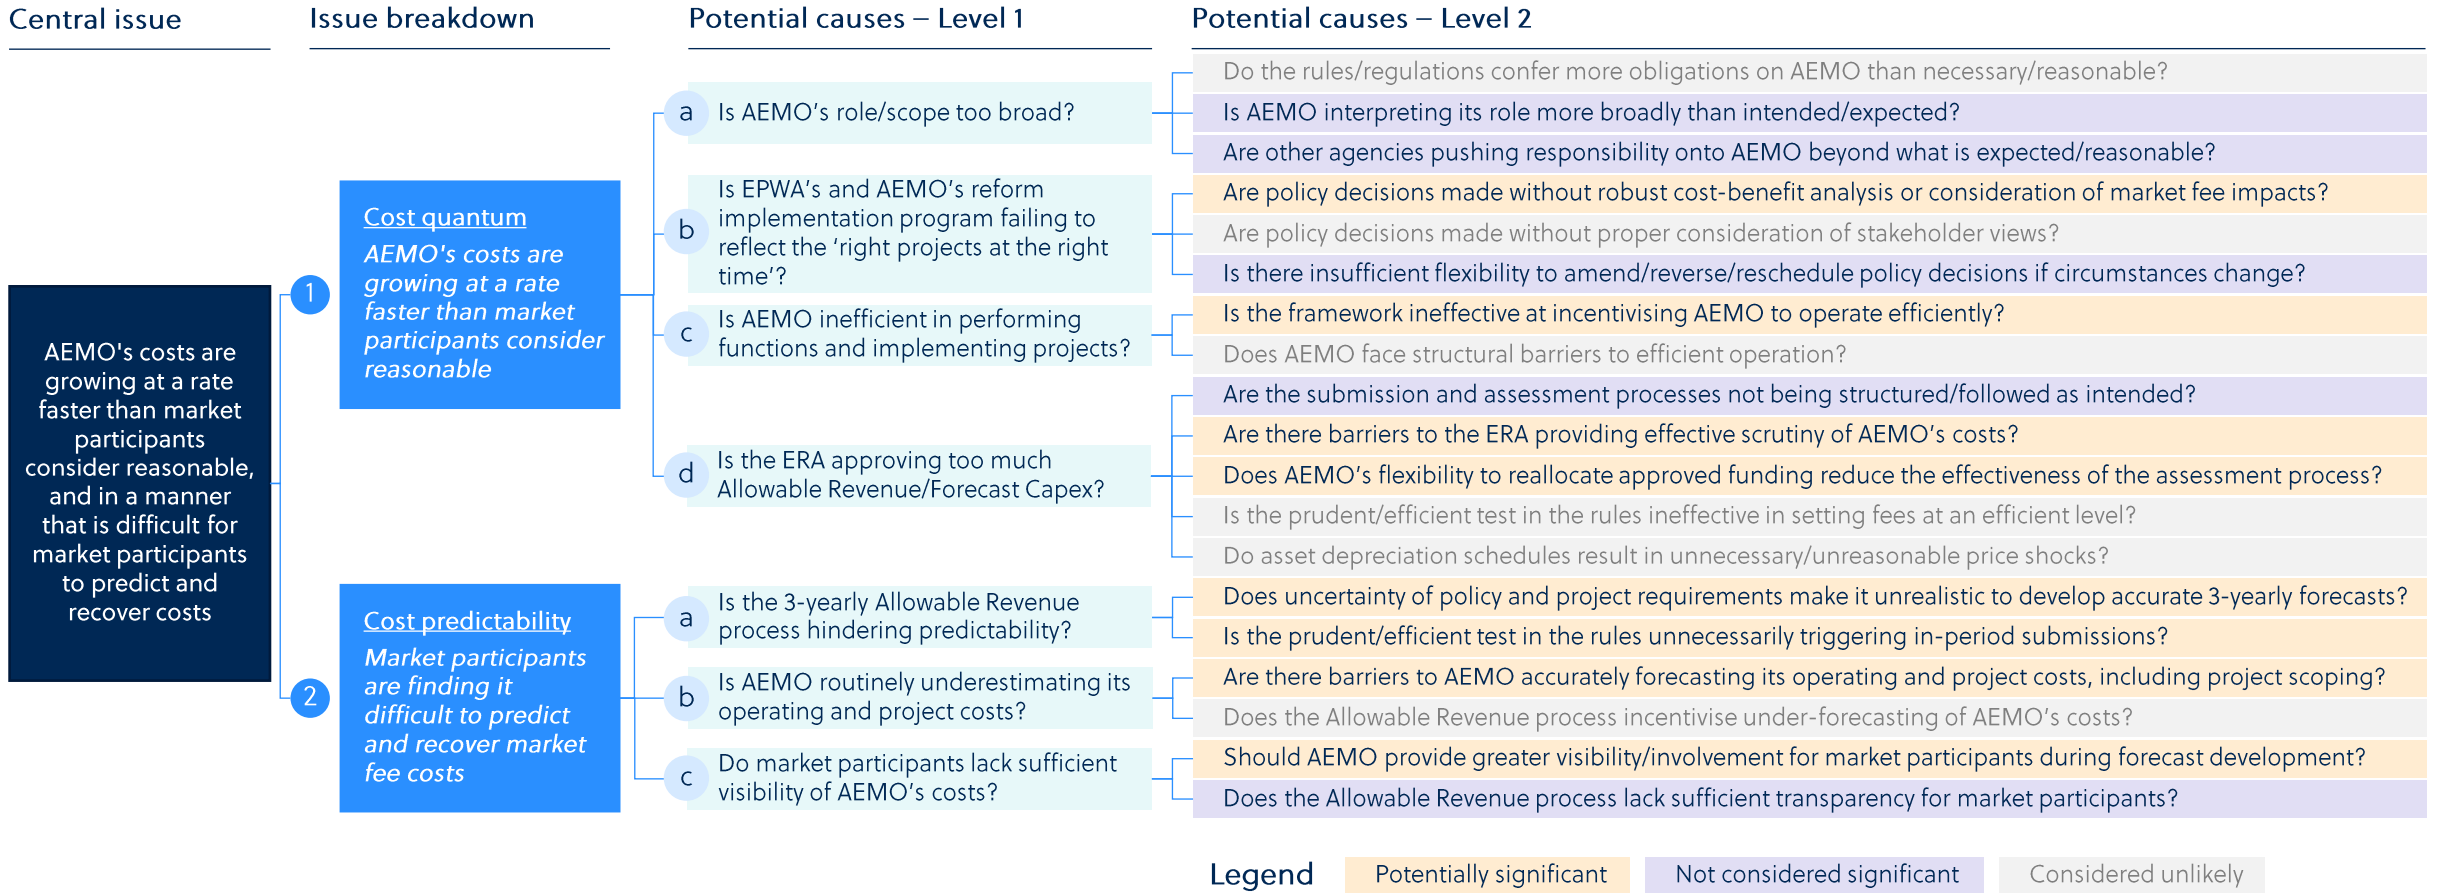 Central issue
Issue breakdown
Potential causes – Level 1
Potential causes – Level 2
AEMO's costs are
growing at a rate
faster than market
participants
consider reasonable,
and in a manner
that is difficult for
market participants
to predict and
recover costs
1
Cost quantum
AEMO's costs are
growing at a rate
faster than market
participants consider
reasonable
a
Is AEMO’s role/scope too broad?
Do the rules/regulations confer more obligations on AEMO than necessary/reasonable?
Is AEMO interpreting its role more broadly than intended/expected?
Are other agencies pushing responsibility onto AEMO beyond what is expected/reasonable?
b
Is EPWA’s and AEMO’s reform
implementation program failing to
reflect the ‘right projects at the right
time’?
Are policy decisions made without robust cost-benefit analysis or consideration of market fee impacts?
Are policy decisions made without proper consideration of stakeholder views?
Is there insufficient flexibility to amend/reverse/reschedule policy decisions if circumstances change?
c
Is AEMO inefficient in performing
functions and implementing projects?
Is the framework ineffective at incentivising AEMO to operate efficiently?
Does AEMO face structural barriers to efficient operation?
d
Is the ERA approving too much
Allowable Revenue/Forecast Capex?
Are the submission and assessment processes not being structured/followed as intended?
Are there barriers to the ERA providing effective scrutiny of AEMO’s costs?
Does AEMO’s flexibility to reallocate approved funding reduce the effectiveness of the assessment process?
Is the prudent/efficient test in the rules ineffective in setting fees at an efficient level?
Do asset depreciation schedules result in unnecessary/unreasonable price shocks?
2
Cost predictability
Market participants
are finding it
difficult to predict
and recover market
fee costs
a
Is the 3-yearly Allowable Revenue
process hindering predictability?
Does uncertainty of policy and project requirements make it unrealistic to develop accurate 3-yearly forecasts?
Is the prudent/efficient test in the rules unnecessarily triggering in-period submissions?
b
Is AEMO routinely underestimating its
operating and project costs?
Are there barriers to AEMO accurately forecasting its operating and project costs, including project scoping?
Does the Allowable Revenue process incentivise under-forecasting of AEMO’s costs?
c
Do market participants lack sufficient
visibility of AEMO’s costs?
Should AEMO provide greater visibility/involvement for market participants during forecast development?
Does the Allowable Revenue process lack sufficient transparency for market participants?
Legend
Potentially significant
Not considered significant
Considered unlikely